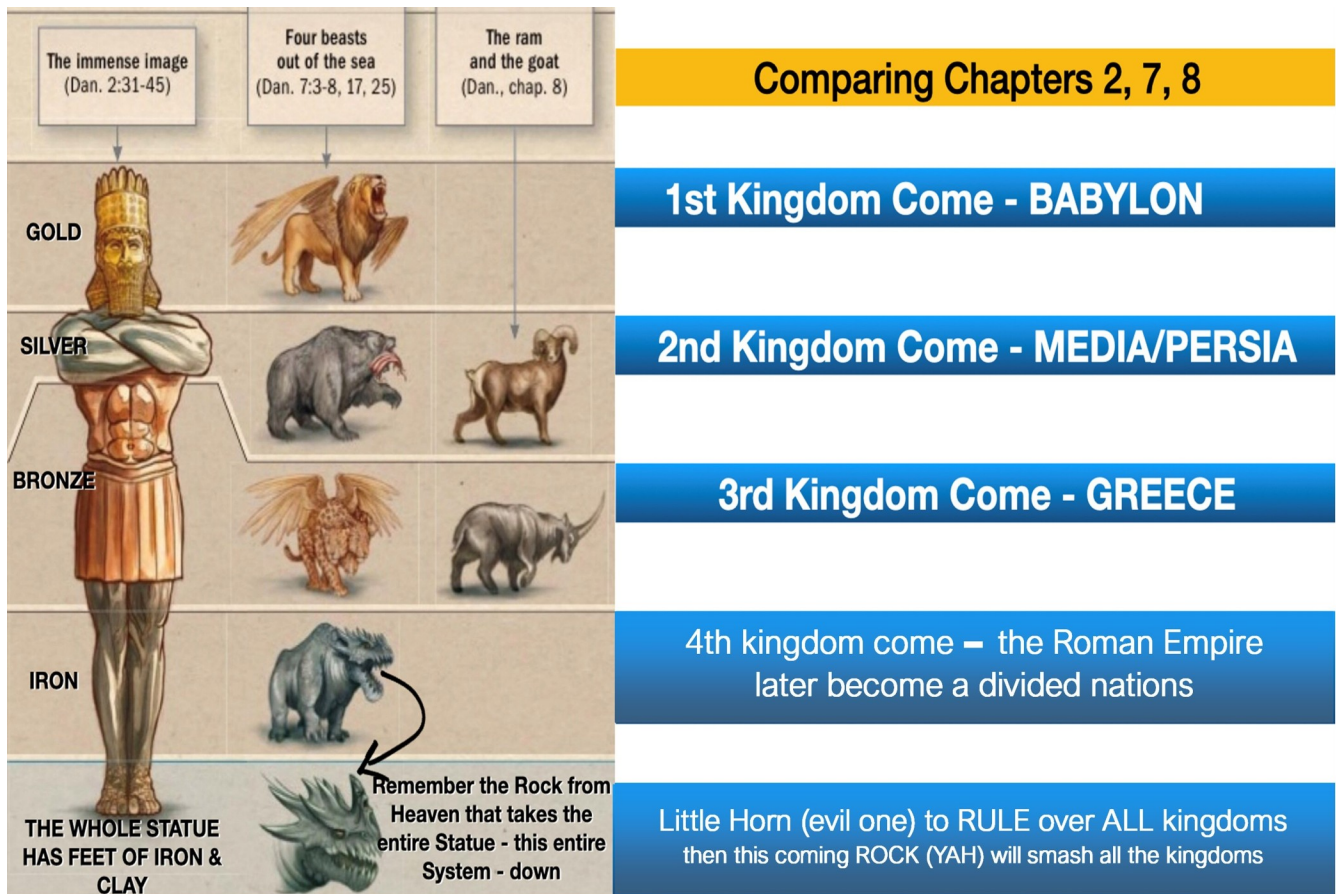 The immense image
(Dan. 2:31-45)
Four beasts
out of the sea
(Dan. 7:3-8, 17, 25)
The ram
and the goat
(Dan., chap. 8)
Comparing Chapters 2, 7, 8
GOLD
1st Kingdom Come - BABYLON
SILVER
2nd Kingdom Come - MEDIA/PERSIA
BRONZE
3rd Kingdom Come - GREECE
IRON
4th kingdom come – the Roman Empire
later become a divided nations
THE WHOLE STATUE
HAS FEET OF IRON &
CLAY
Remember the Rock from
Heaven that takes the
entire Statue - this entire
System - down
Little Horn (evil one) to RULE over ALL kingdoms
then this coming ROCK (YAH) will smash all the kingdoms